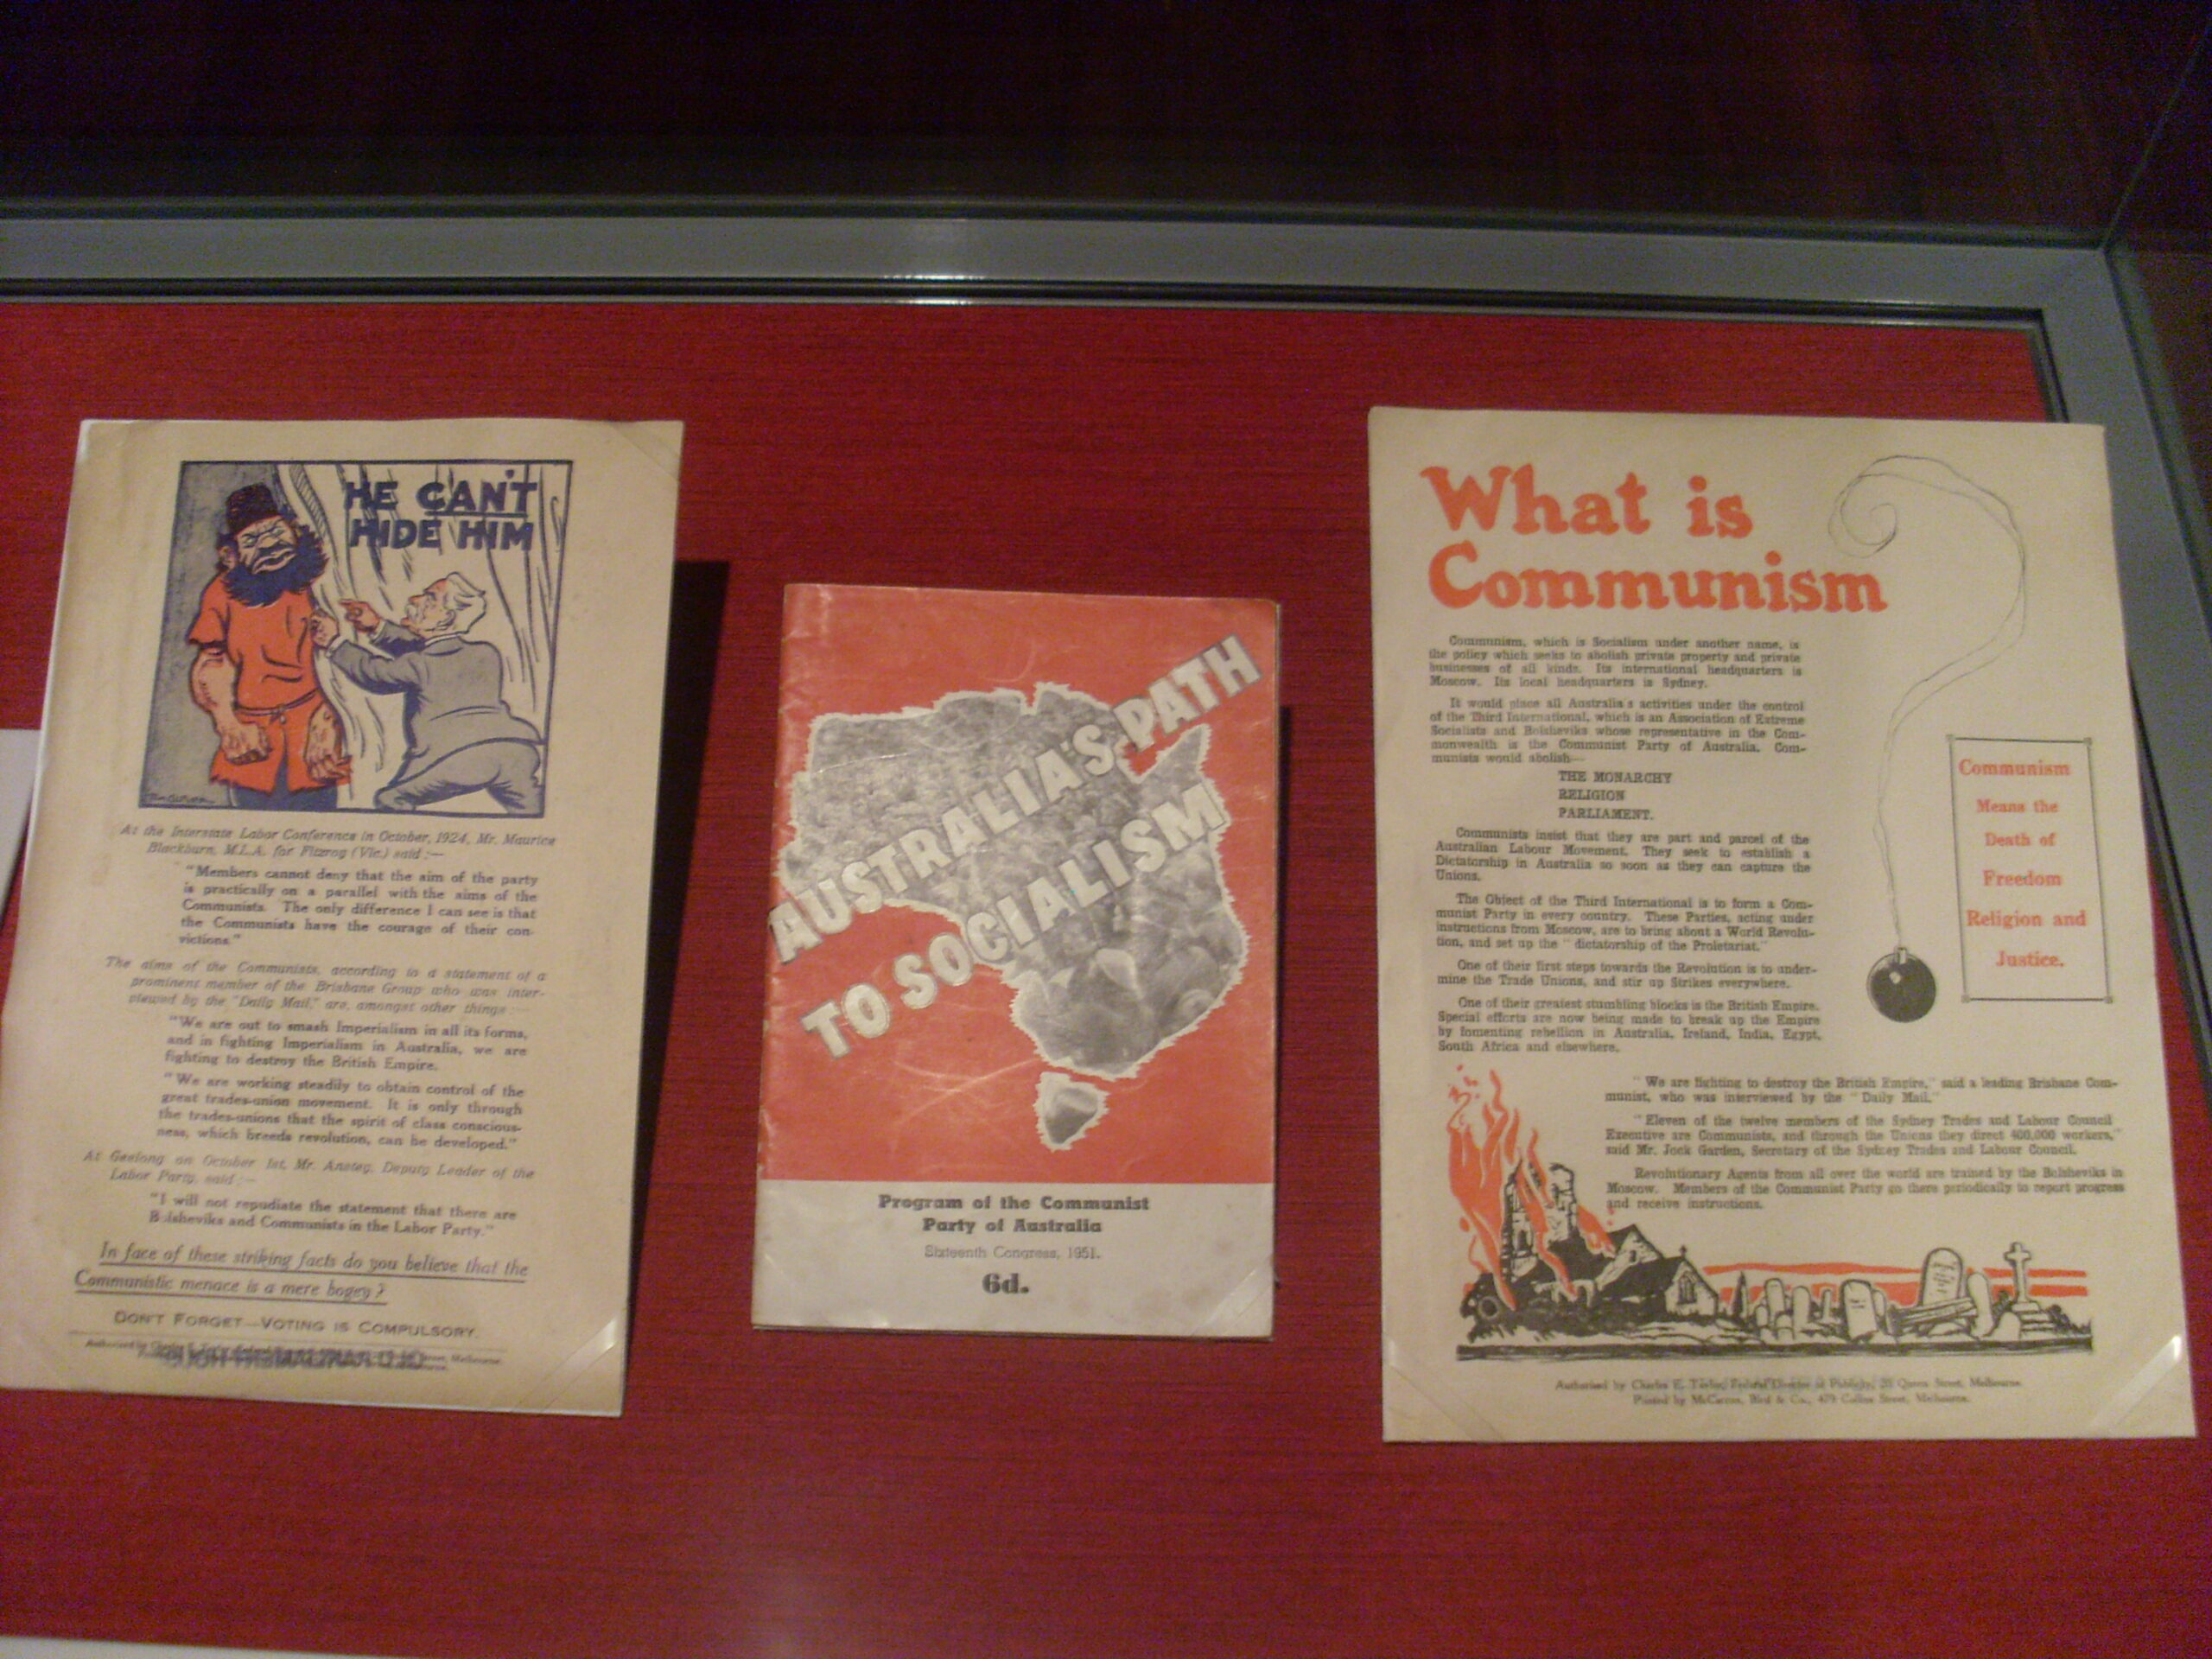 HE CAN'T
HIDE HIM
At the Interstate Labor Conference in October, 1924, Mr. Maurice
Blackburn, M.L.A. for Fitzroy (Vic.) said :—
"Members cannot deny that the aim of the party
is practically on a parallel with the aims of the
Communists. The only difference I can see is that
the Communists have the courage of their con-
victions."
The aims of the Communists, according to a statement of a
prominent member of the Brisbane Group who was inter-
viewed by the "Daily Mail," are, amongst other things :—
"We are out to smash Imperialism in all its forms,
and in fighting Imperialism in Australia, we are
fighting to destroy the British Empire.
"We are working steadily to obtain control of the
great trades-union movement. It is only through
the trades-unions that the spirit of class conscious-
ness, which breeds revolution, can be developed."
At Geelong on October 1st, Mr. Anstey, Deputy Leader of the
Labor Party, said :—
"I will not repudiate the statement that there are
Bolsheviks and Communists in the Labor Party."
In face of these striking facts do you believe that the
Communistic menace is a mere bogey?
DON'T FORGET—VOTING IS COMPULSORY.
Authorised by Charles E.
AUSTRALIA'S PATH
TO SOCIALISM
Program of the Communist
Party of Australia
Sixteenth Congress, 1951.
6d.
What is
Communism
Communism, which is Socialism under another name, is
the policy which seeks to abolish private property and private
businesses of all kinds. Its international headquarters is
Moscow. Its local headquarters is Sydney.
It would place all Australia's activities under the control
of the Third International, which is an Association of Extreme
Socialists and Bolsheviks whose representative in the Com-
monwealth is the Communist Party of Australia. Com-
munists would abolish—
THE MONARCHY
RELIGION
PARLIAMENT.
Communists insist that they are part and parcel of the
Australian Labour Movement. They seek to establish a
Dictatorship in Australia so soon as they can capture the
Unions.
The Object of the Third International is to form a Com-
munist Party in every country. These Parties, acting under
instructions from Moscow, are to bring about a World Revolu-
tion, and set up the "dictatorship of the Proletariat."
One of their first steps towards the Revolution is to under-
mine the Trade Unions, and stir up Strikes everywhere.
One of their greatest stumbling blocks is the British Empire.
Special efforts are now being made to break up the Empire
by fomenting rebellion in Australia, Ireland, India, Egypt,
South Africa and elsewhere.
Communism
Means the
Death of
Freedom
Religion and
Justice.
"We are fighting to destroy the British Empire," said a leading Brisbane Com-
munist, who was interviewed by the "Daily Mail."
"Eleven of the twelve members of the Sydney Trades and Labour Council
Executive are Communists, and through the Unions they direct 400,000 workers,"
said Mr. Jock Garden, Secretary of the Sydney Trades and Labour Council.
Revolutionary Agents from all over the world are trained by the Bolsheviks in
Moscow. Members of the Communist Party go there periodically to report progress
and receive instructions.
Authorised by Charles E. Taylor, Federal Director of Publicity, Queen Street, Melbourne.
Printed by McCarron, Bird & Co., 479 Collins Street, Melbourne.